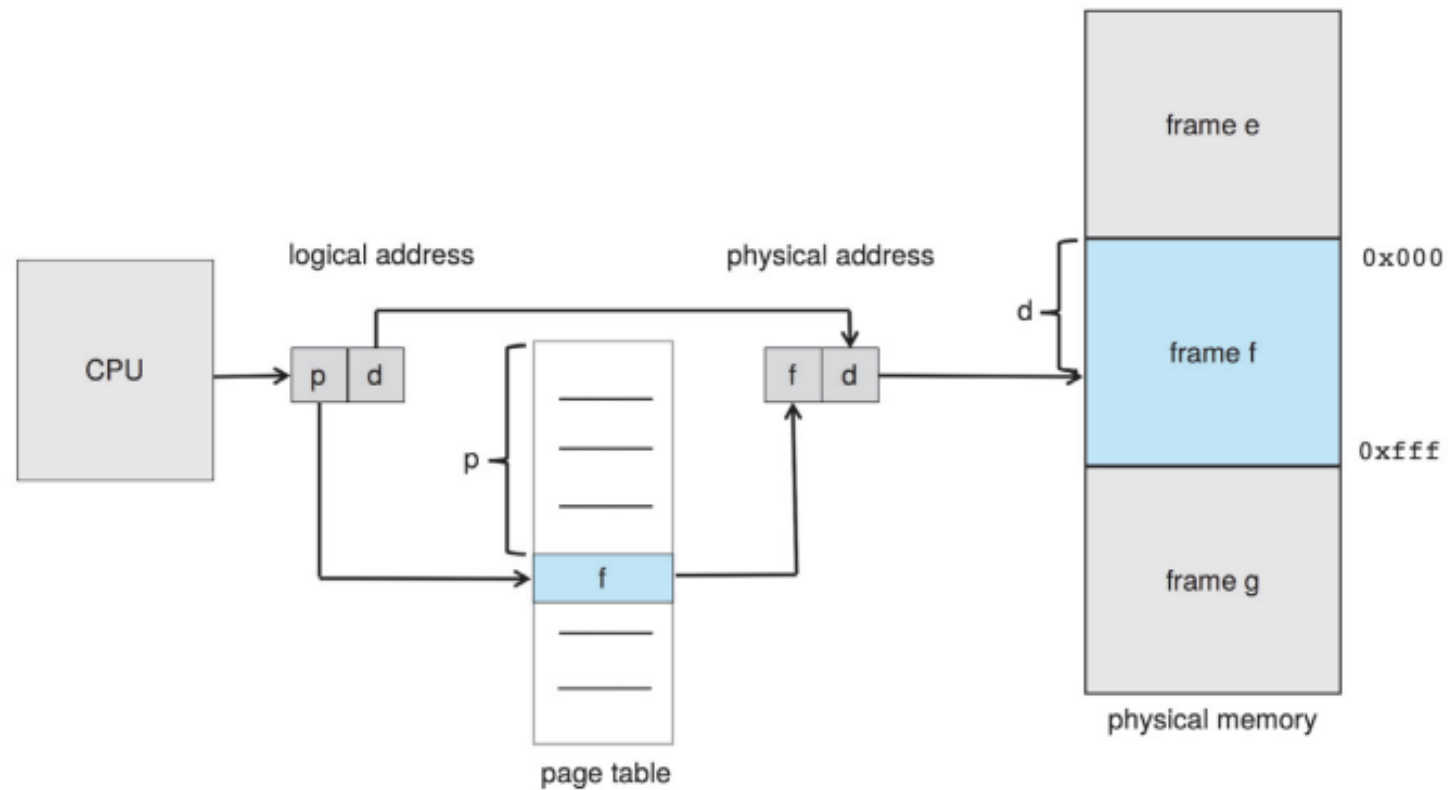 frame e
logical address
physical address
0x000
d
CPU
p d
f d
frame f
p
0xfff
f
frame g
physical memory
page table